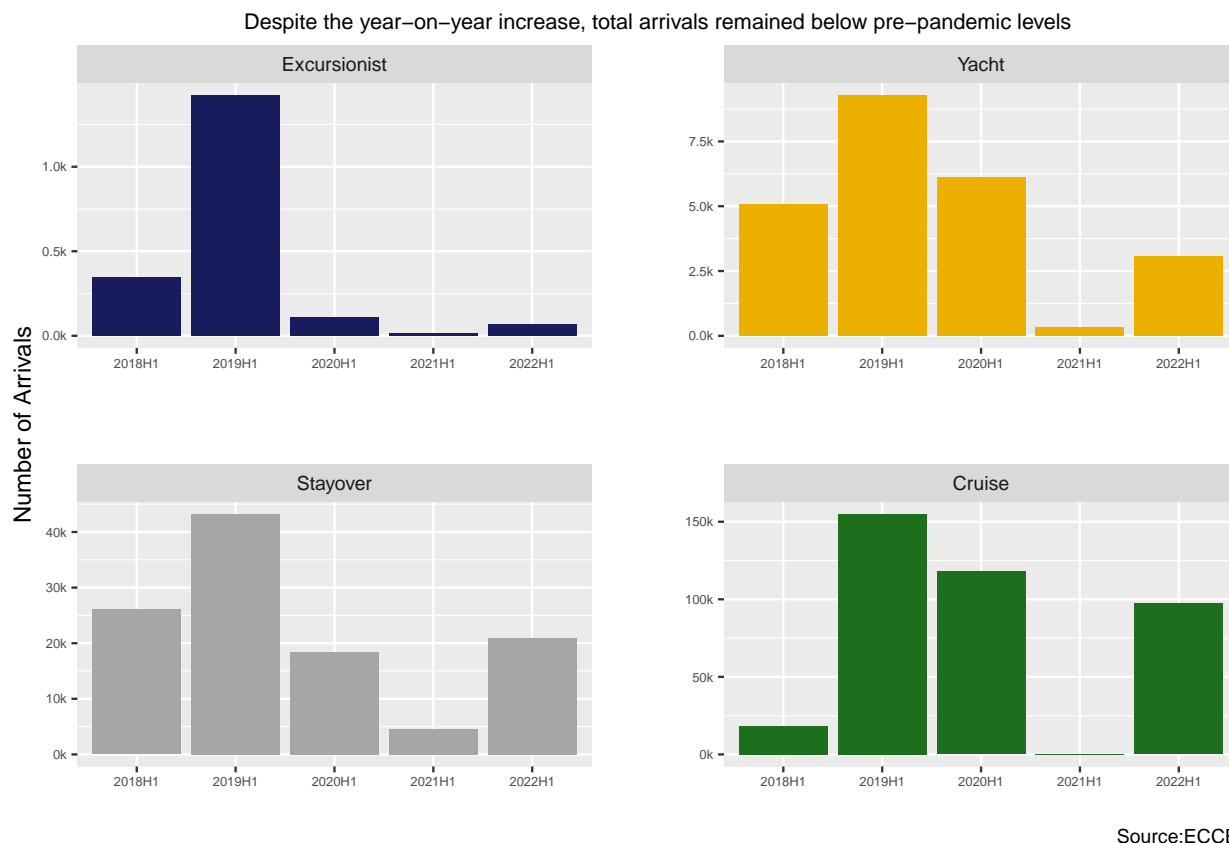 Despite the year−on−year increase, total arrivals remained below pre−pandemic levels
Number of Arrivals
Excursionist
1.0k
0.5k
0.0k
2018H1 2019H1 2020H1 2021H1 2022H1
Yacht
7.5k
5.0k
2.5k
0.0k
2018H1 2019H1 2020H1 2021H1 2022H1
Stayover
40k
30k
20k
10k
0k
2018H1 2019H1 2020H1 2021H1 2022H1
Cruise
150k
100k
50k
0k
2018H1 2019H1 2020H1 2021H1 2022H1
Source:ECCB